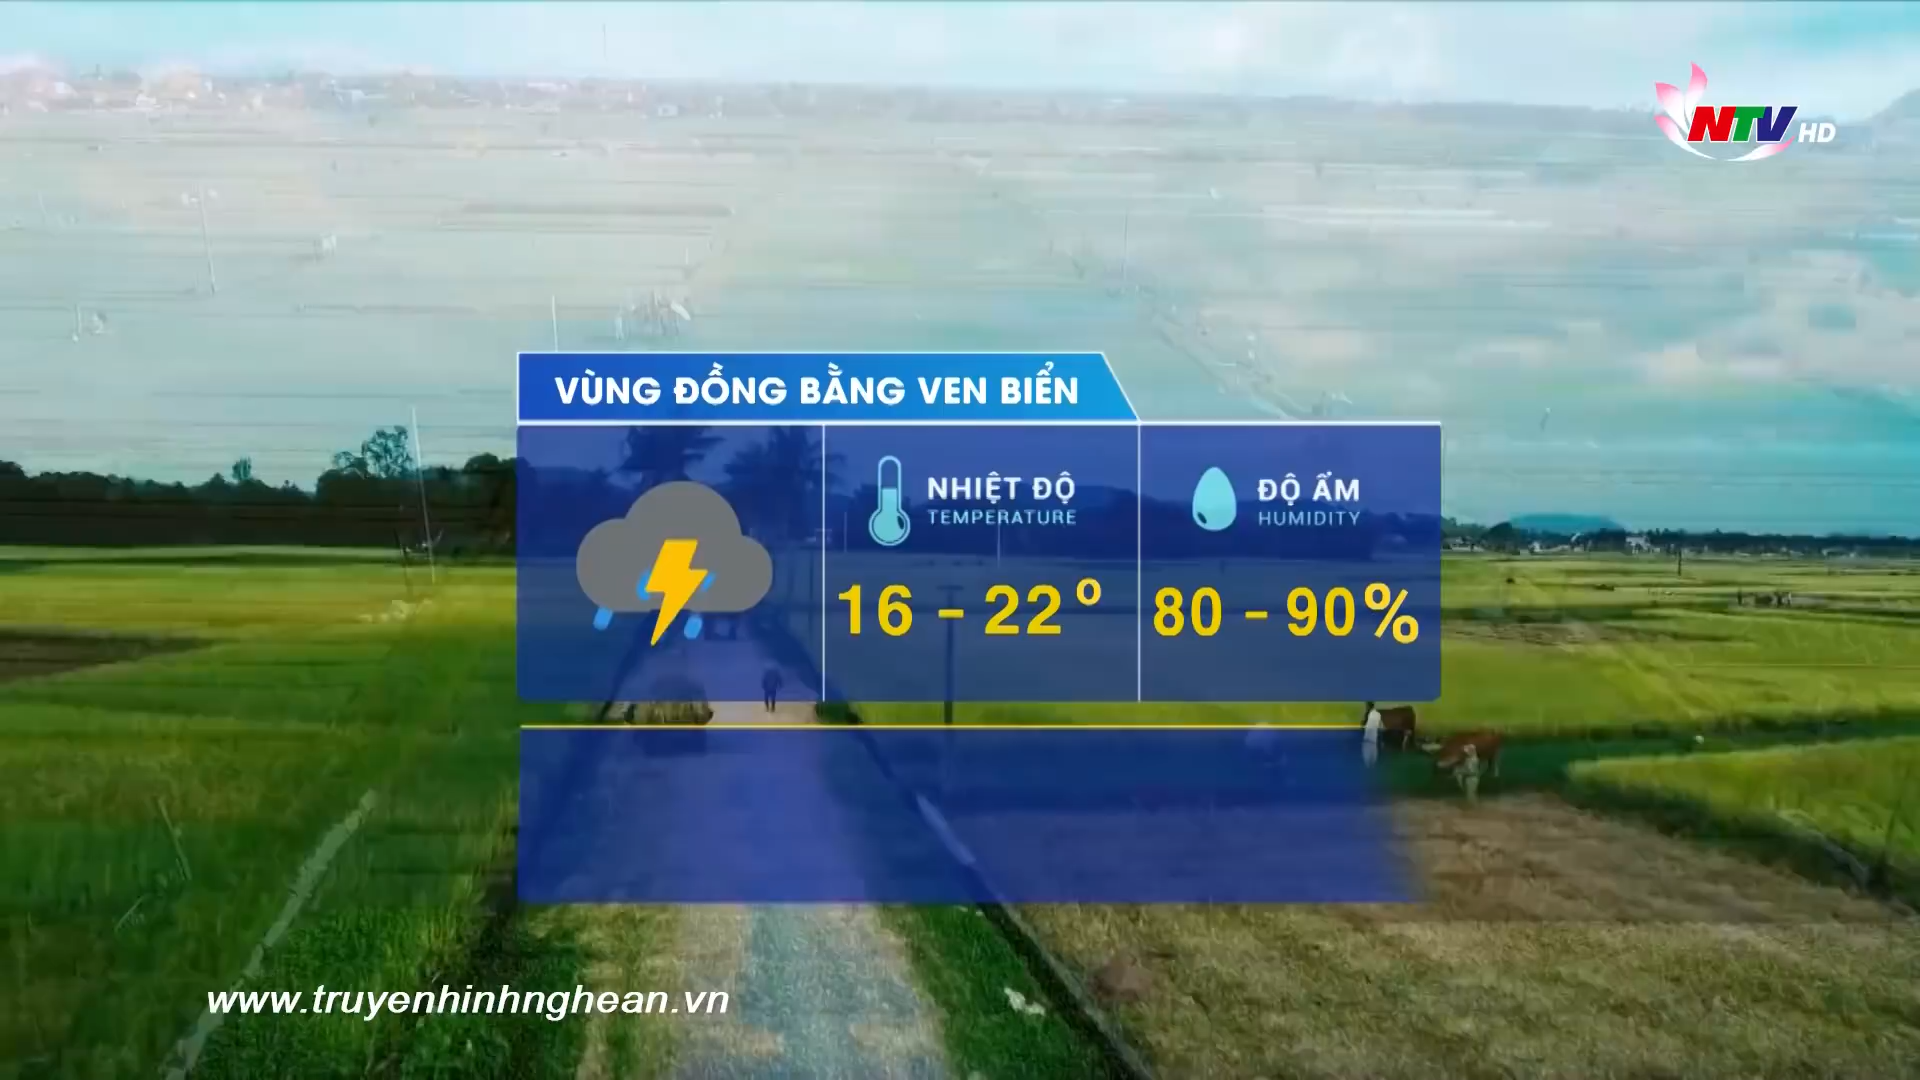 NTV HD
VÙNG ĐỒNG BẰNG VEN BIỂN
NHIỆT ĐỘ
TEMPERATURE
16 - 22°
ĐỘ ẨM
HUMIDITY
80 - 90%
www.truyenhinhnghean.vn